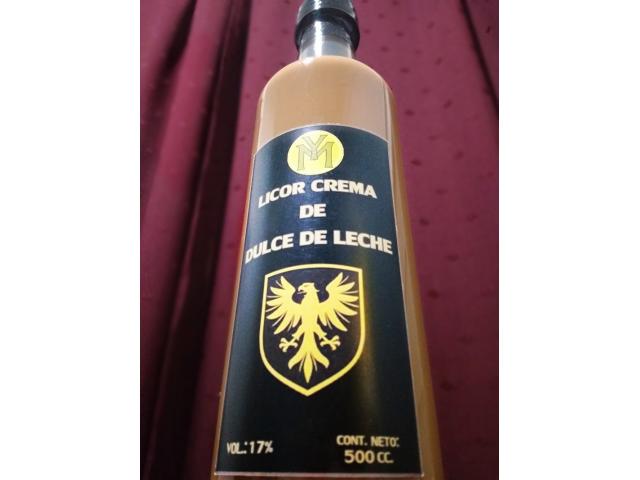 YM
LICOR CREMA
DE
DULCE DE LECHE
VOL.: 17%
CONT. NETO:
500 CC.